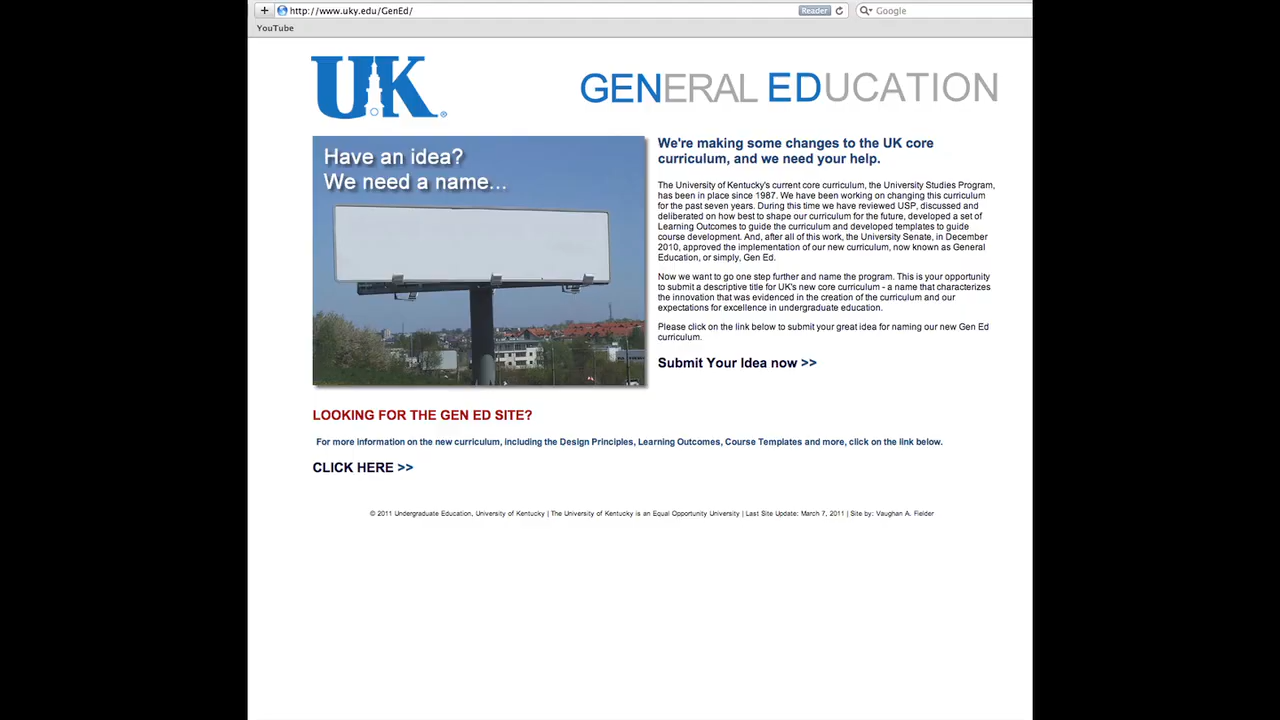 http://www.uky.edu/GenEd/
Reader
Google
YouTube
UK®
GENERAL EDUCATION
Have an idea?
We need a name...
We're making some changes to the UK core
curriculum, and we need your help.
The University of Kentucky's current core curriculum, the University Studies Program,
has been in place since 1987. We have been working on changing this curriculum
for the past seven years. During this time we have reviewed USP, discussed and
deliberated on how best to shape our curriculum for the future, developed a set of
Learning Outcomes to guide the curriculum and developed templates to guide
course development. And, after all of this work, the University Senate, in December
2010, approved the implementation of our new curriculum, now known as General
Education, or simply, Gen Ed.
Now we want to go one step further and name the program. This is your opportunity
to submit a descriptive title for UK's new core curriculum - a name that characterizes
the innovation that was evidenced in the creation of the curriculum and our
expectations for excellence in undergraduate education.
Please click on the link below to submit your great idea for naming our new Gen Ed
curriculum.
Submit Your Idea now >>
LOOKING FOR THE GEN ED SITE?
For more information on the new curriculum, including the Design Principles, Learning Outcomes, Course Templates and more, click on the link below.
CLICK HERE >>
© 2011 Undergraduate Education, University of Kentucky | The University of Kentucky is an Equal Opportunity University | Last Site Update: March 7, 2011 | Site by: Vaughan A. Fielder